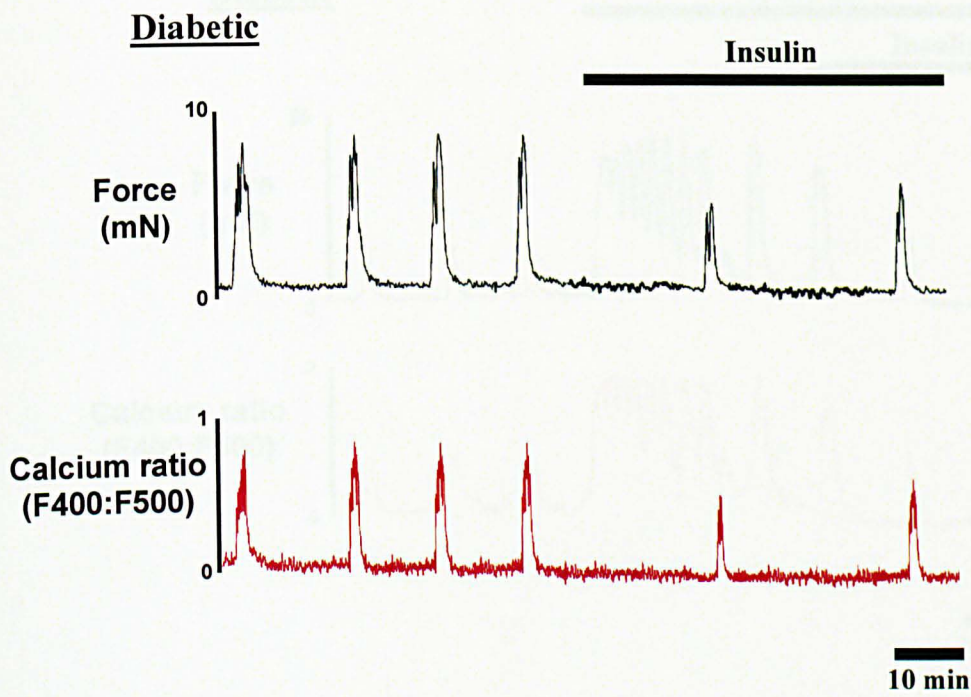 Diabetic
Insulin
10
Force
(mN)
0
1
Calcium ratio
(F400:F500)
0
10 min